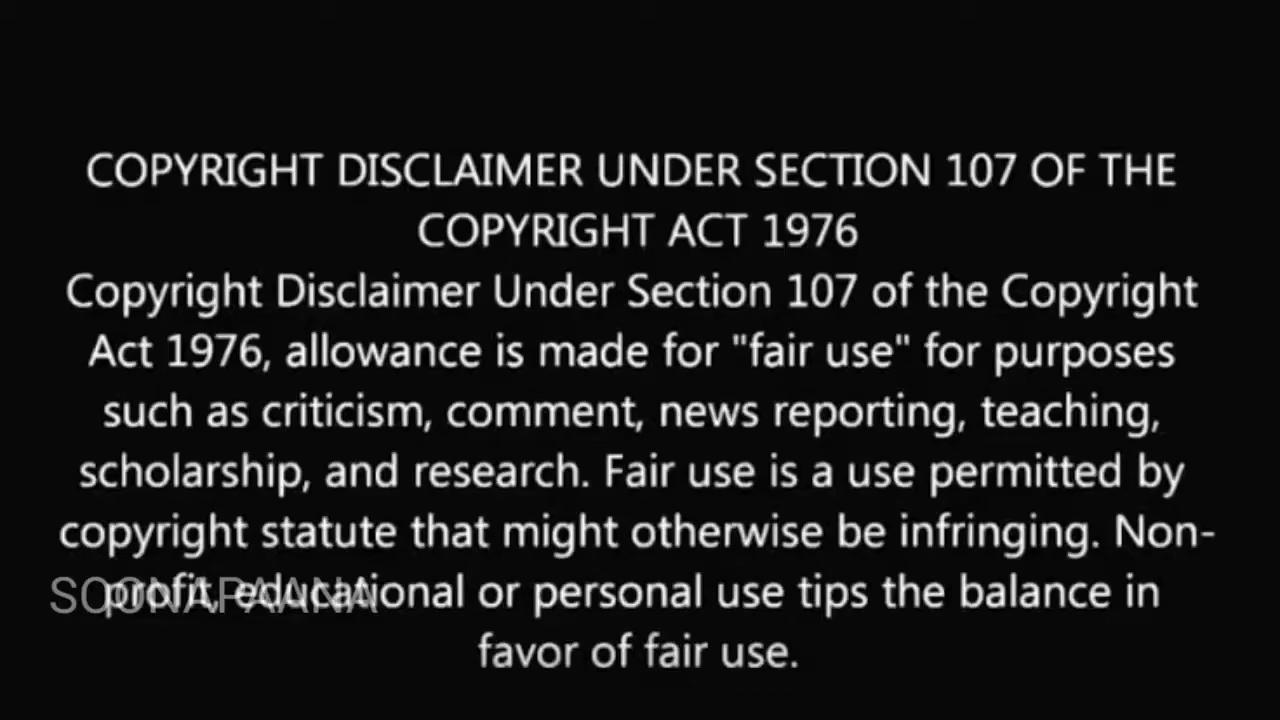 COPYRIGHT DISCLAIMER UNDER SECTION 107 OF THE
COPYRIGHT ACT 1976
Copyright Disclaimer Under Section 107 of the Copyright
Act 1976, allowance is made for "fair use" for purposes
such as criticism, comment, news reporting, teaching,
scholarship, and research. Fair use is a use permitted by
copyright statute that might otherwise be infringing. Non-
profit, educational or personal use tips the balance in
favor of fair use.
SOONAPAANA